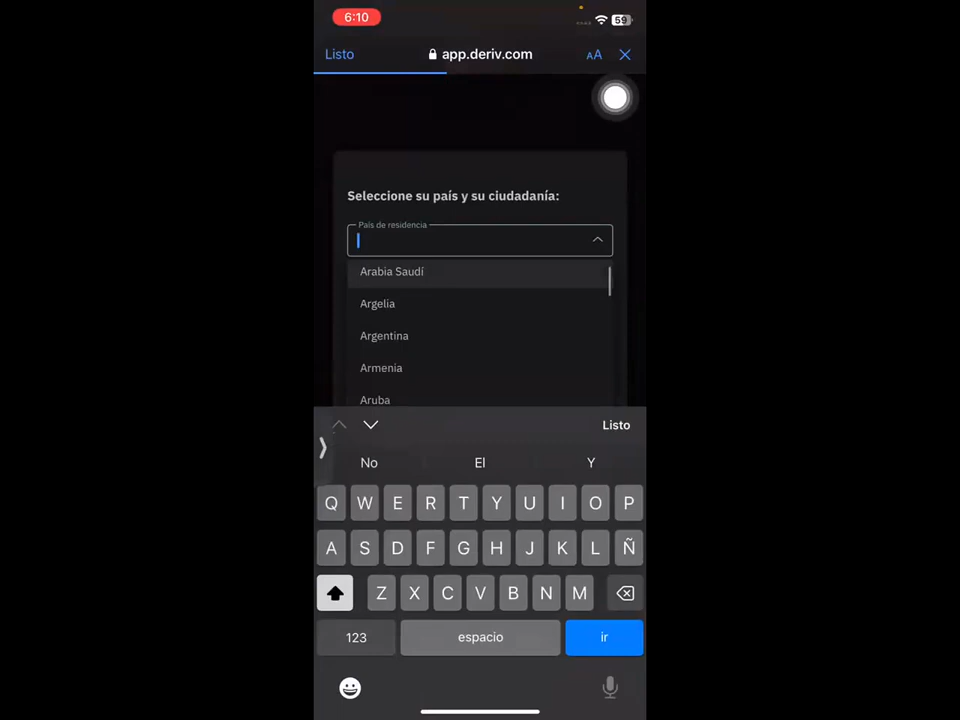 6:10
59
Listo
app.deriv.com
AA
Seleccione su país y su ciudadanía:
País de residencia
Arabia Saudí
Argelia
Argentina
Armenia
Aruba
Listo
No
El
Y
Q W E R T Y U I O P
A S D F G H J K L Ñ
Z X C V B N M
123
espacio
ir